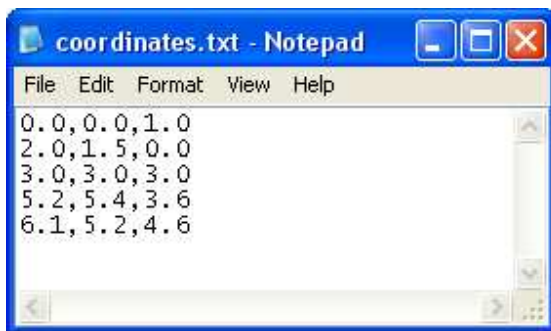 coordinates.txt - Notepad
File Edit Format View Help
0.0,0.0,1.0
2.0,1.5,0.0
3.0,3.0,3.0
5.2,5.4,3.6
6.1,5.2,4.6